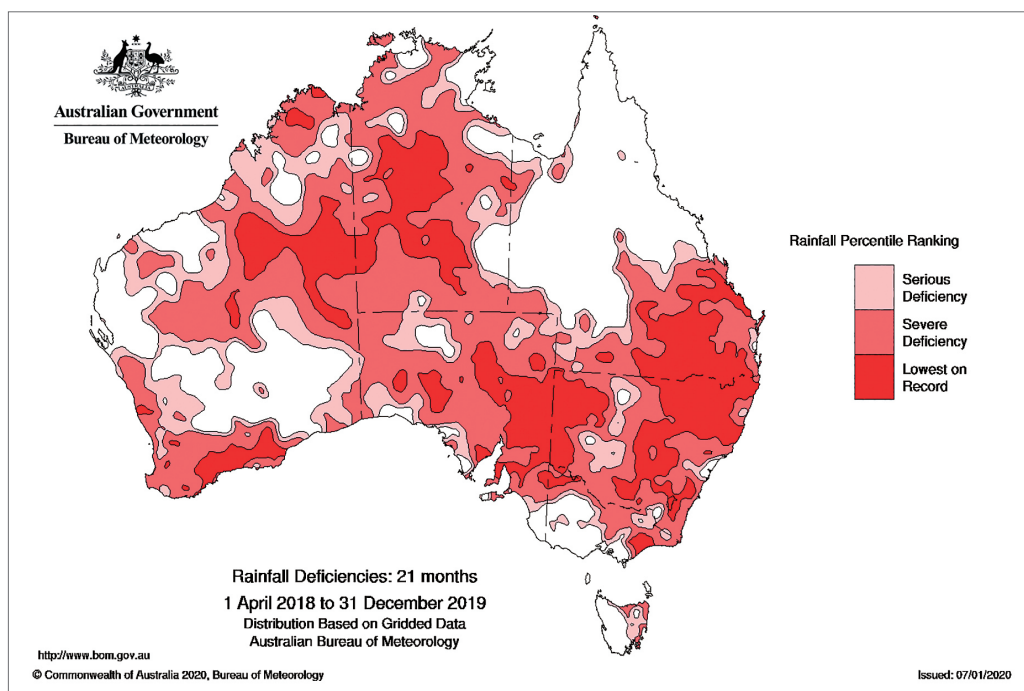 Australian Government
Bureau of Meteorology
Rainfall Percentile Ranking
Serious
Deficiency
Severe
Deficiency
Lowest on
Record
Rainfall Deficiencies: 21 months
1 April 2018 to 31 December 2019
Distribution Based on Gridded Data
Australian Bureau of Meteorology
http://www.bom.gov.au
© Commonwealth of Australia 2020, Bureau of Meteorology
Issued: 07/01/2020